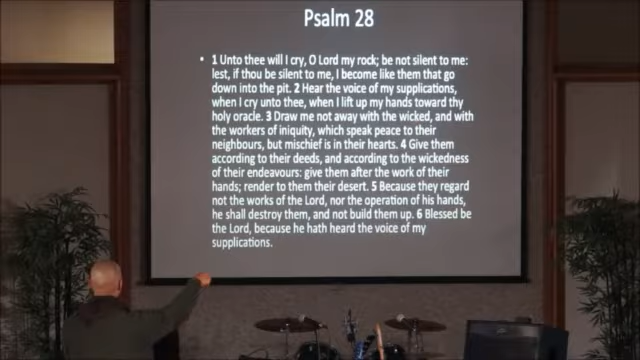 Psalm 28
• 1 Unto thee will I cry, O Lord my rock; be not silent to me:
lest, if thou be silent to me, I become like them that go
down into the pit. 2 Hear the voice of my supplications,
when I cry unto thee, when I lift up my hands toward thy
holy oracle. 3 Draw me not away with the wicked, and with
the workers of iniquity, which speak peace to their
neighbours, but mischief is in their hearts. 4 Give them
according to their deeds, and according to the wickedness
of their endeavours: give them after the work of their
hands; render to them their desert. 5 Because they regard
not the works of the Lord, nor the operation of his hands,
he shall destroy them, and not build them up. 6 Blessed be
the Lord, because he hath heard the voice of my
supplications.